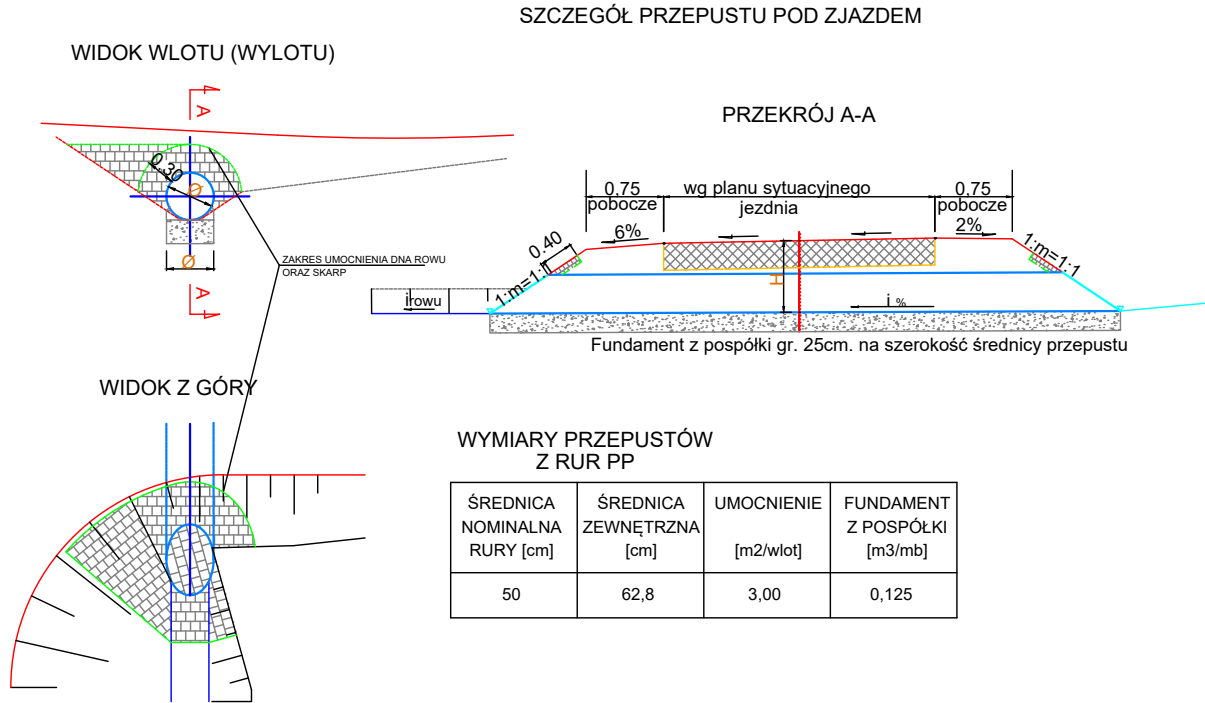 SZCZEGÓŁ PRZEPUSTU POD ZJAZDEM
WIDOK WLOTU (WYLOTU)
A
0.30
Ø
Ø
A
ZAKRES UMOCNIENIA DNA ROWU
ORAZ SKARP
PRZEKRÓJ A-A
0,75
pobocze
wg planu sytuacyjnego
jezdnia
0,75
pobocze
6%
2%
0.40
1:m=1:1
1:m=1:1
H
irowu
i %
Fundament z pospółki gr. 25cm. na szerokość średnicy przepustu
WIDOK Z GÓRY
WYMIARY PRZEPUSTÓW
Z RUR PP
ŚREDNICA NOMINALNA RURY [cm]
ŚREDNICA ZEWNĘTRZNA [cm]
UMOCNIENIE [m2/wlot]
FUNDAMENT Z POSPÓŁKI [m3/mb]
50 62,8 3,00 0,125